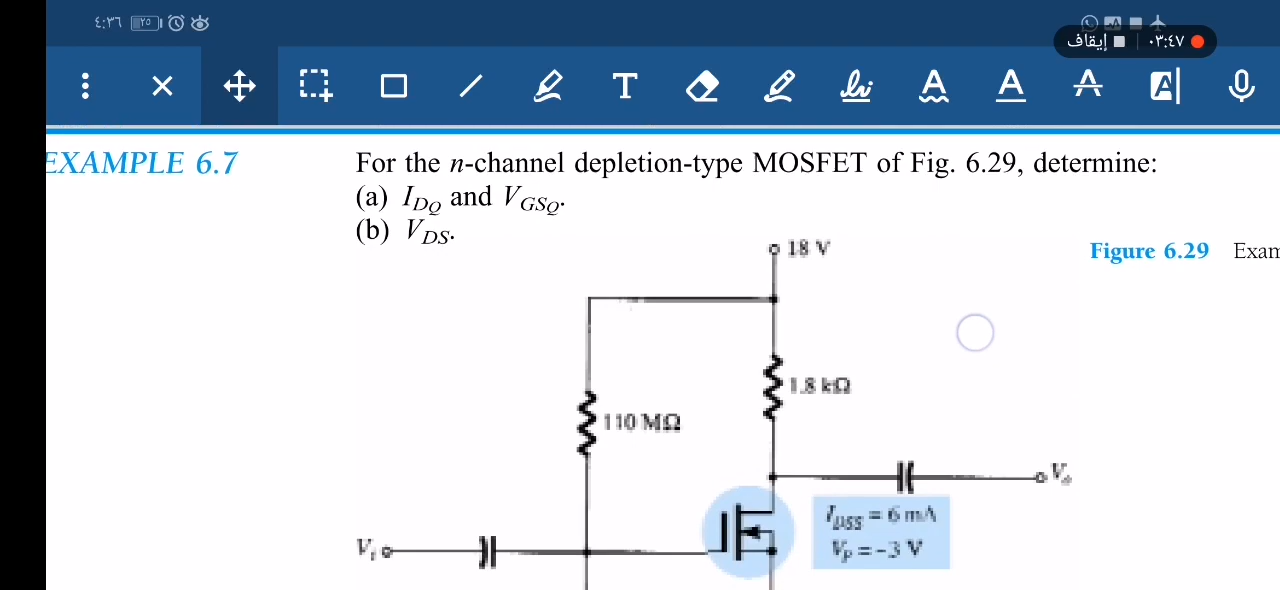 ٤:٣٦ ٢٥
إيقاف ٠٣:٤٧
T A A A A
EXAMPLE 6.7
For the n-channel depletion-type MOSFET of Fig. 6.29, determine:
(a) I_DQ and V_GSQ.
(b) V_DS.
18 V
Figure 6.29 Exam
1.8 kΩ
110 MΩ
V_o
I_DSS = 6 mA
V_P = -3 V
V_i